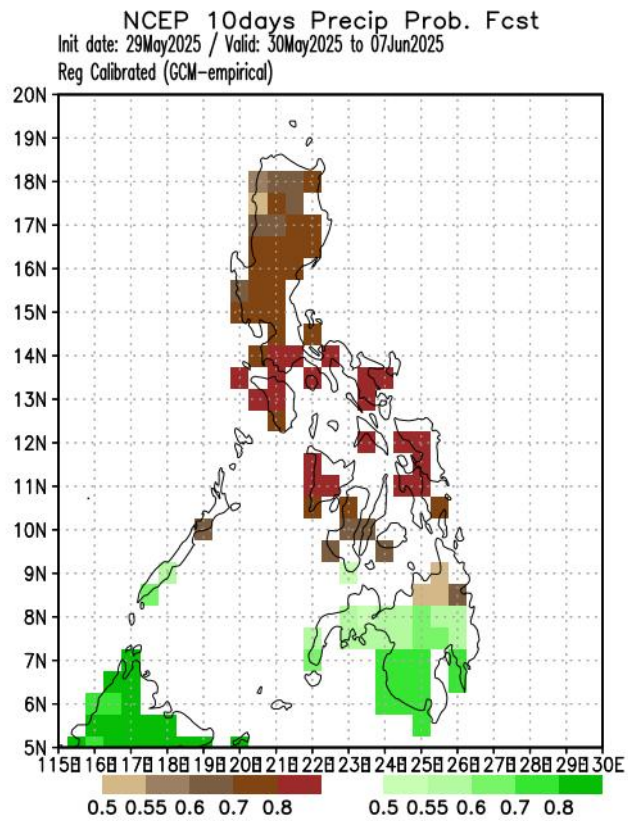 NCEP 10days Precip Prob. Fcst
Init date: 29May2025 / Valid: 30May2025 to 07Jun2025
Reg Calibrated (GCM-empirical)
20N
19N
18N
17N
16N
15N
14N
13N
12N
11N
10N
9N
8N
7N
6N
5N
115E 116E 117E 118E 119E 120E 121E 122E 123E 124E 125E 126E 127E 128E 129E 130E
0.5 0.55 0.6 0.7 0.8 0.5 0.55 0.6 0.7 0.8